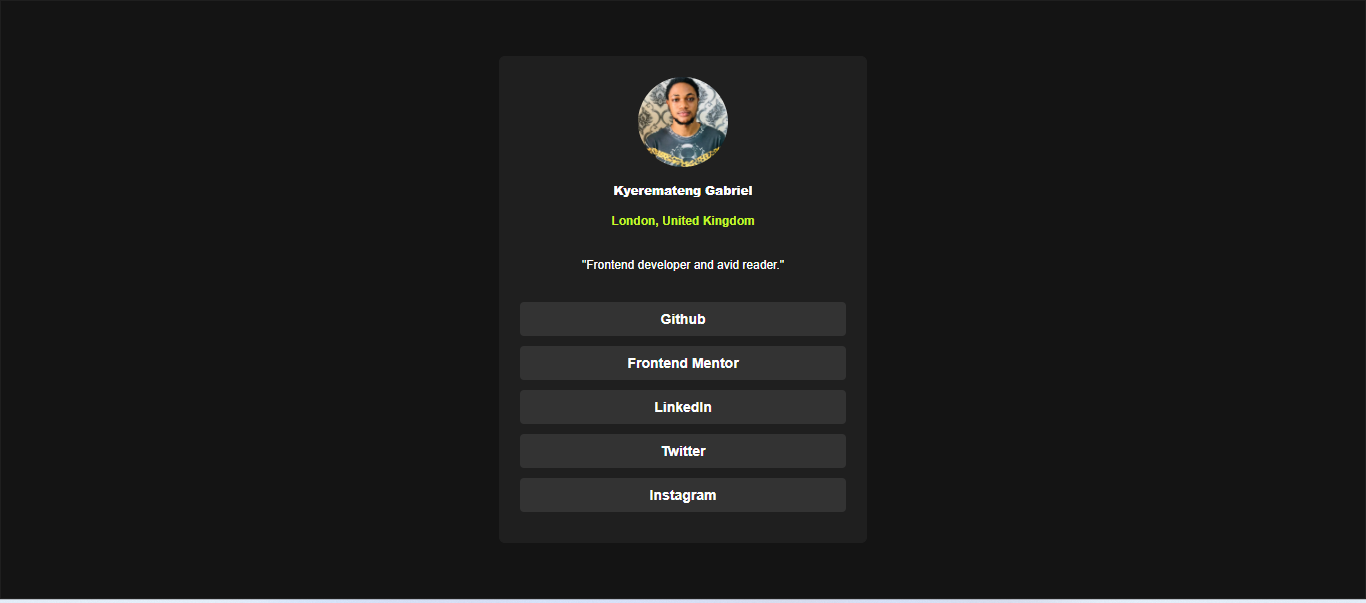 Kyeremateng Gabriel
London, United Kingdom
"Frontend developer and avid reader."
Github
Frontend Mentor
LinkedIn
Twitter
Instagram